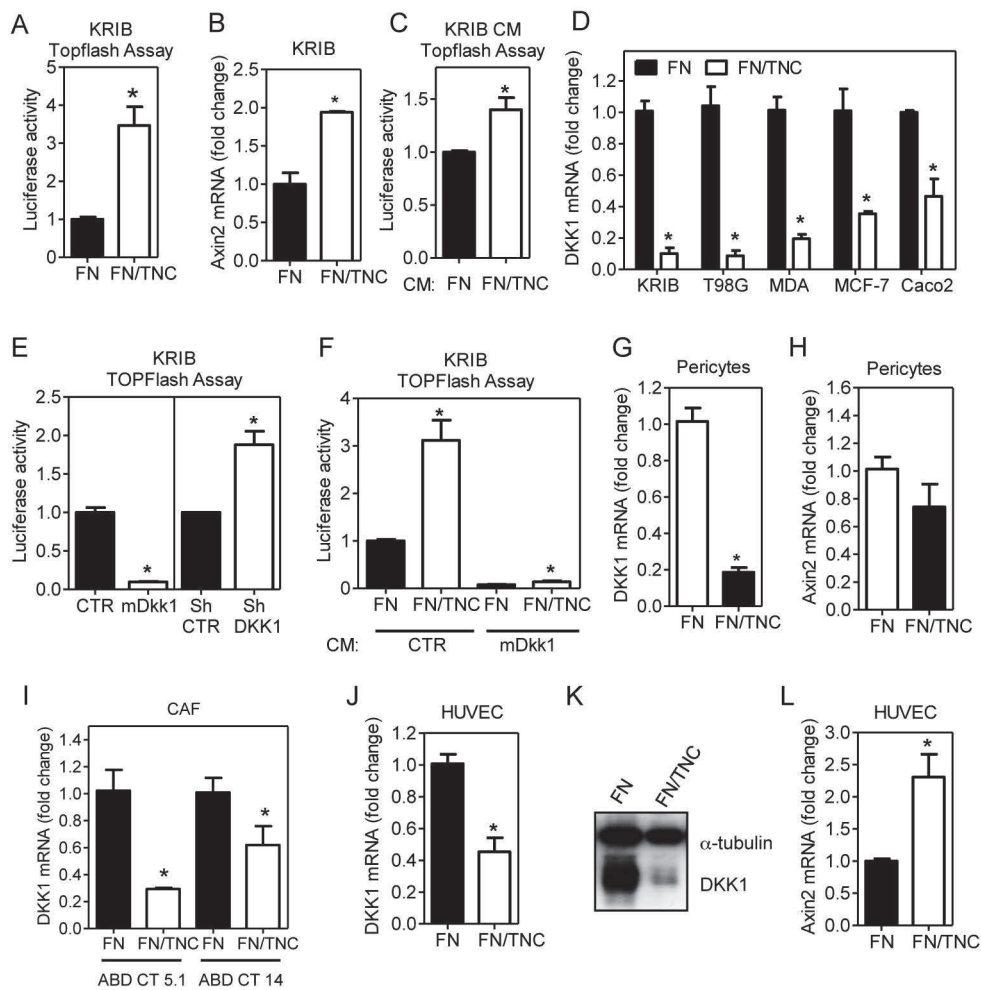 A
KRIB
Topflash Assay
Luciferase activity
5
4
3
2
1
0
*
FN FN/TNC
B
KRIB
Axin2 mRNA (fold change)
2.5
2.0
1.5
1.0
0.5
0.0
*
FN FN/TNC
C
KRIB CM
Topflash Assay
Luciferase activity
1.5
1.0
0.5
0.0
*
CM: FN FN/TNC
D
FN FN/TNC
DKK1 mRNA (fold change)
1.2
1.0
0.8
0.6
0.4
0.2
0.0
* * * * *
KRIB T98G MDA MCF-7 Caco2
E
KRIB
TOPFlash Assay
Luciferase activity
2.5
2.0
1.5
1.0
0.5
0.0
* *
CTR mDkk1 Sh Sh
CTR DKK1
F
KRIB
TOPFlash Assay
Luciferase activity
4
3
2
1
0
* *
FN FN/TNC FN FN/TNC
CM: CTR mDkk1
G
Pericytes
DKK1 mRNA (fold change)
1.2
1.0
0.8
0.6
0.4
0.2
0.0
*
FN FN/TNC
H
Pericytes
Axin2 mRNA (fold change)
1.6
1.4
1.2
1.0
0.8
0.6
0.4
0.2
0.0
FN FN/TNC
I
CAF
DKK1 mRNA (fold change)
1.4
1.2
1.0
0.8
0.6
0.4
0.2
0.0
* *
FN FN/TNC FN FN/TNC
ABD CT 5.1 ABD CT 14
J
HUVEC
DKK1 mRNA (fold change)
1.2
1.0
0.8
0.6
0.4
0.2
0.0
*
FN FN/TNC
K
FN FN/TNC
α-tubulin
DKK1
L
HUVEC
Axin2 mRNA (fold change)
3.0
2.5
2.0
1.5
1.0
0.5
0.0
*
FN FN/TNC